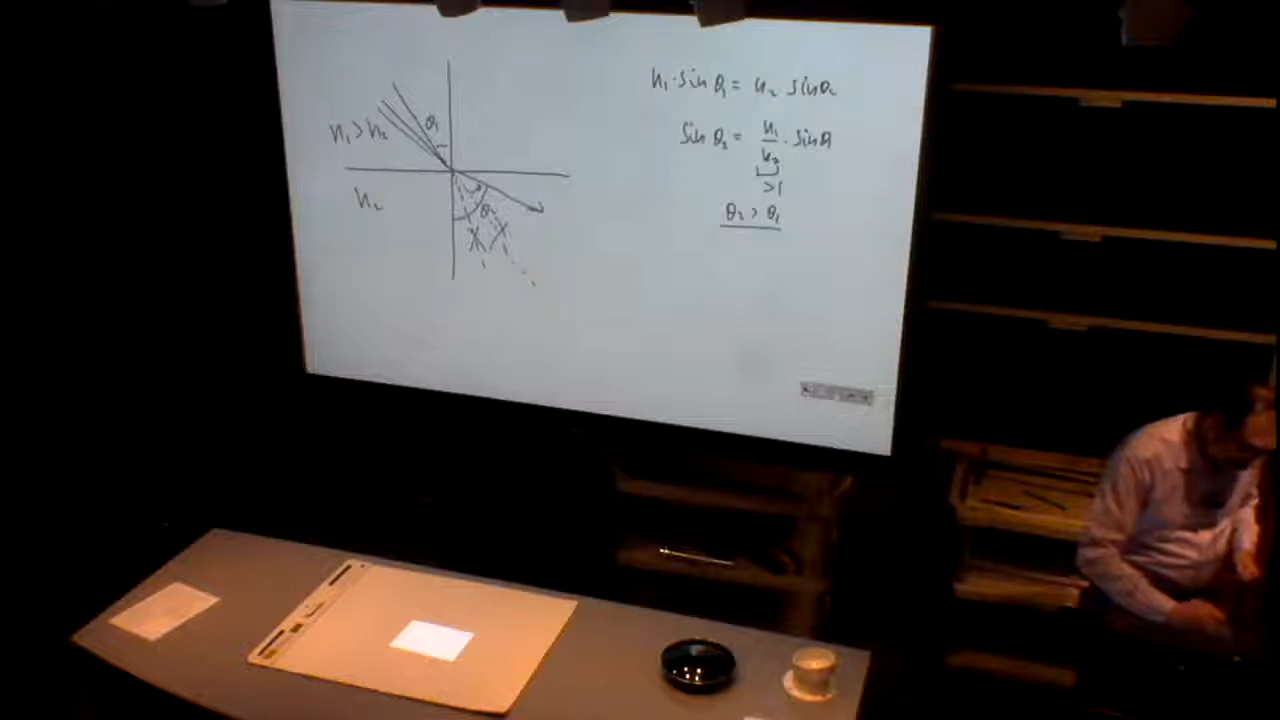 n₁ > n₂
θ₁
n₂
θ₂
n₁·sin θ₁ = n₂ sin θ₂
sin θ₂ = n₁/n₂ · sin θ₁
>1
θ₂ > θ₁